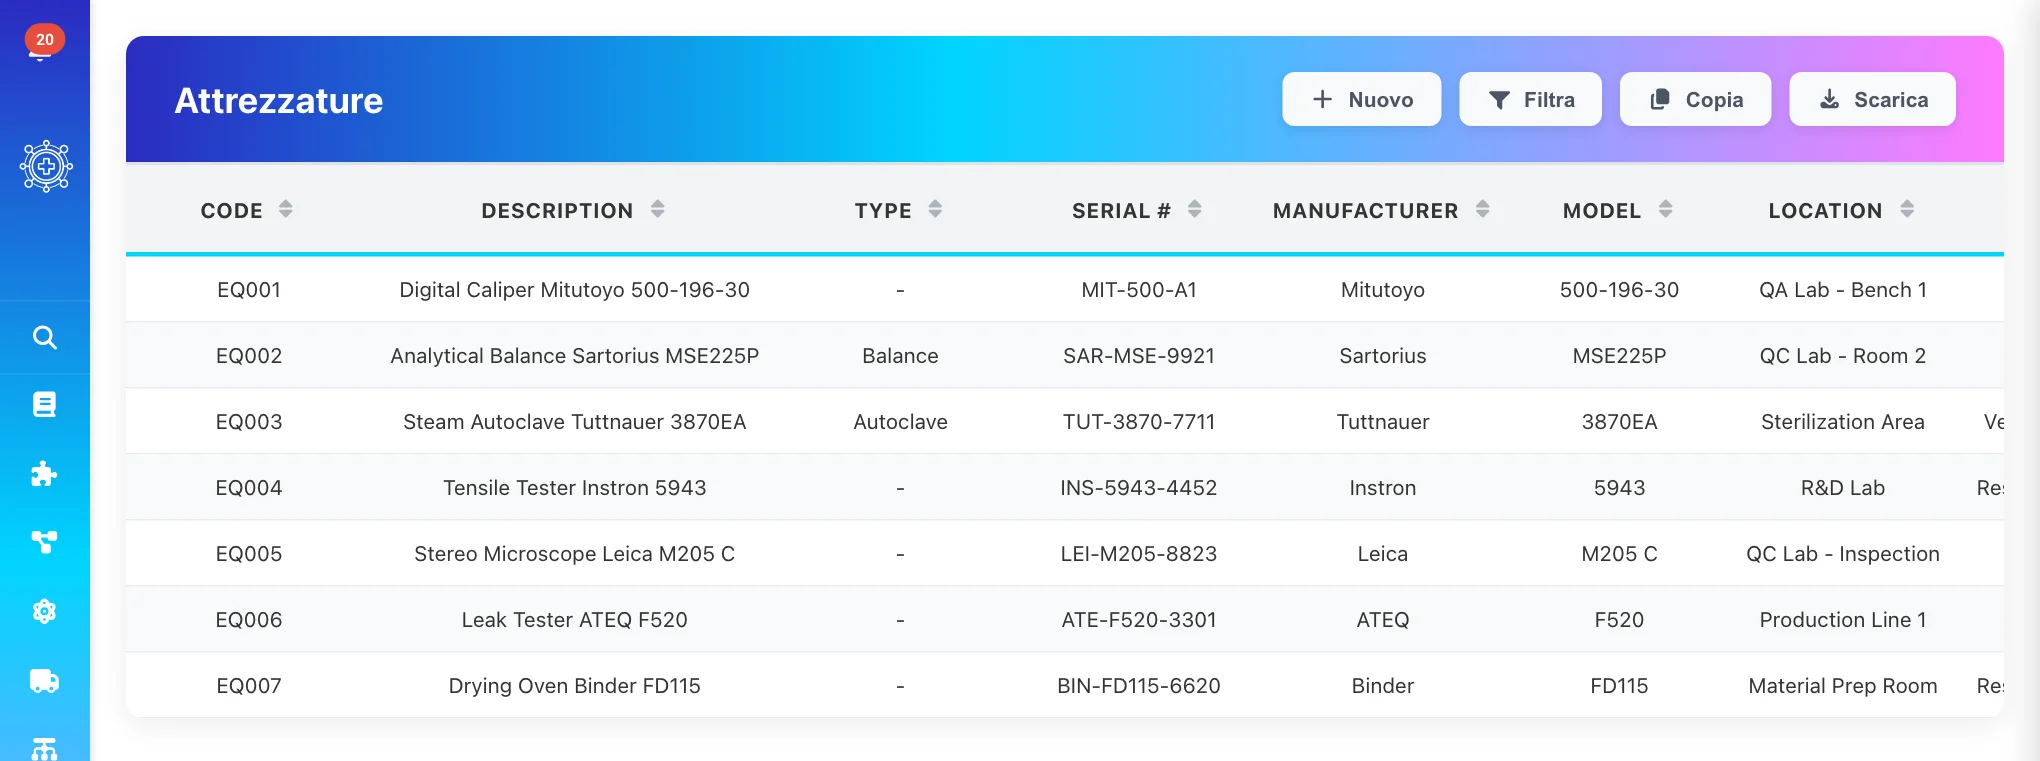 20
Attrezzature
Nuovo Filtra Copia Scarica
CODE DESCRIPTION TYPE SERIAL # MANUFACTURER MODEL LOCATION
EQ001 Digital Caliper Mitutoyo 500-196-30 - MIT-500-A1 Mitutoyo 500-196-30 QA Lab - Bench 1
EQ002 Analytical Balance Sartorius MSE225P Balance SAR-MSE-9921 Sartorius MSE225P QC Lab - Room 2
EQ003 Steam Autoclave Tuttnauer 3870EA Autoclave TUT-3870-7711 Tuttnauer 3870EA Sterilization Area
EQ004 Tensile Tester Instron 5943 - INS-5943-4452 Instron 5943 R&D Lab
EQ005 Stereo Microscope Leica M205 C - LEI-M205-8823 Leica M205 C QC Lab - Inspection
EQ006 Leak Tester ATEQ F520 - ATE-F520-3301 ATEQ F520 Production Line 1
EQ007 Drying Oven Binder FD115 - BIN-FD115-6620 Binder FD115 Material Prep Room